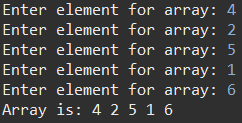 Enter element for array: 4
Enter element for array: 2
Enter element for array: 5
Enter element for array: 1
Enter element for array: 6
Array is: 4 2 5 1 6